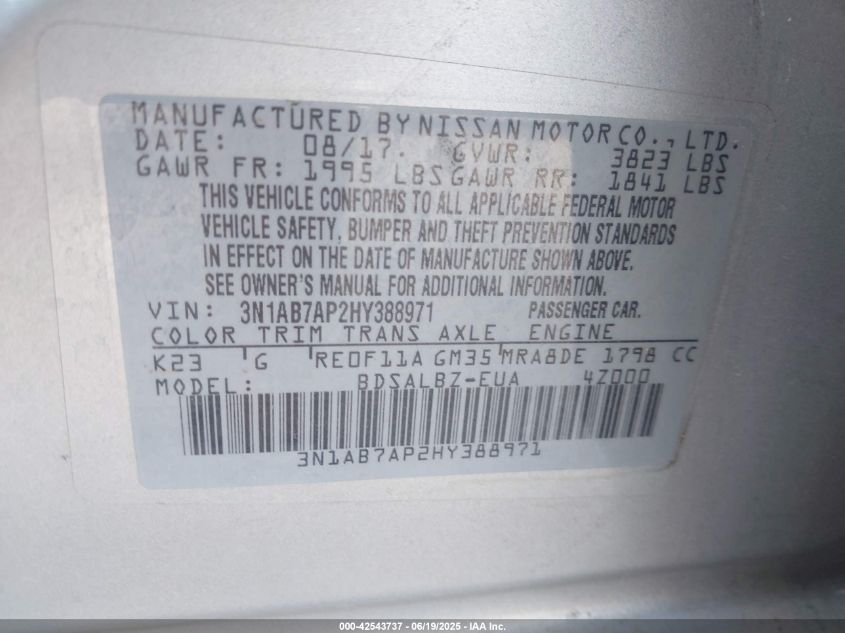 MANUFACTURED BY NISSAN MOTOR CO., LTD.
DATE: 08/17. GVWR: 3823 LBS
GAWR FR: 1995 LBS GAWR RR: 1841 LBS
THIS VEHICLE CONFORMS TO ALL APPLICABLE FEDERAL MOTOR
VEHICLE SAFETY, BUMPER AND THEFT PREVENTION STANDARDS
IN EFFECT ON THE DATE OF MANUFACTURE SHOWN ABOVE.
SEE OWNER'S MANUAL FOR ADDITIONAL INFORMATION.
VIN: 3N1AB7AP2HY388971 PASSENGER CAR.
COLOR TRIM TRANS AXLE ENGINE
K23 G RE0F11A GM35 MRA8DE 1798 CC
MODEL: BDSALBZ-EUA 4Z000
3N1AB7AP2HY388971
000-42543737 - 06/19/2025 - IAA Inc.